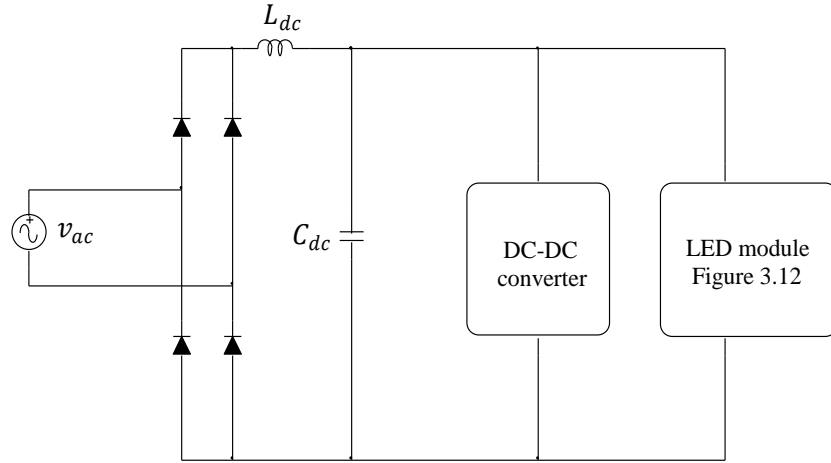 L_dc
v_ac
C_dc
DC-DC
converter
LED module
Figure 3.12